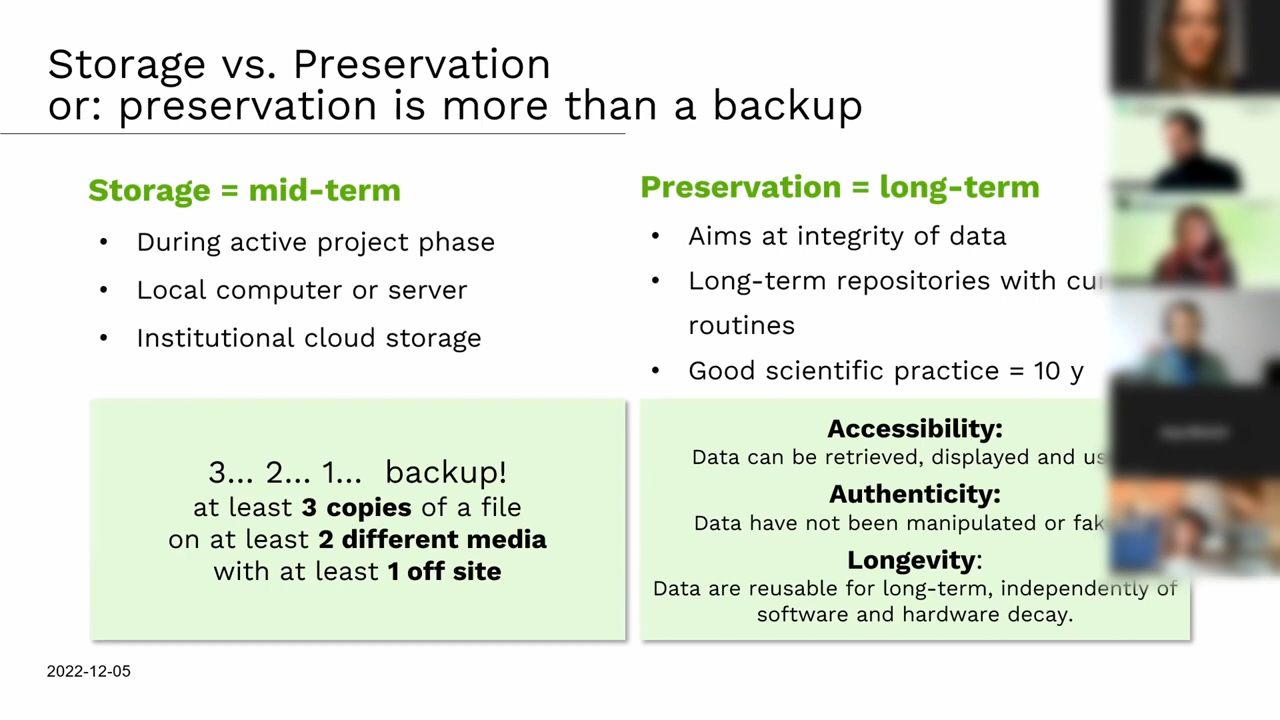 Storage vs. Preservation
or: preservation is more than a backup
Storage = mid-term
• During active project phase
• Local computer or server
• Institutional cloud storage
3... 2... 1... backup!
at least 3 copies of a file
on at least 2 different media
with at least 1 off site
Preservation = long-term
• Aims at integrity of data
• Long-term repositories with
routines
• Good scientific practice = 10 y
Accessibility:
Data can be retrieved, displayed and
Authenticity:
Data have not been manipulated or
Longevity:
Data are reusable for long-term, independently of
software and hardware decay.
2022-12-05